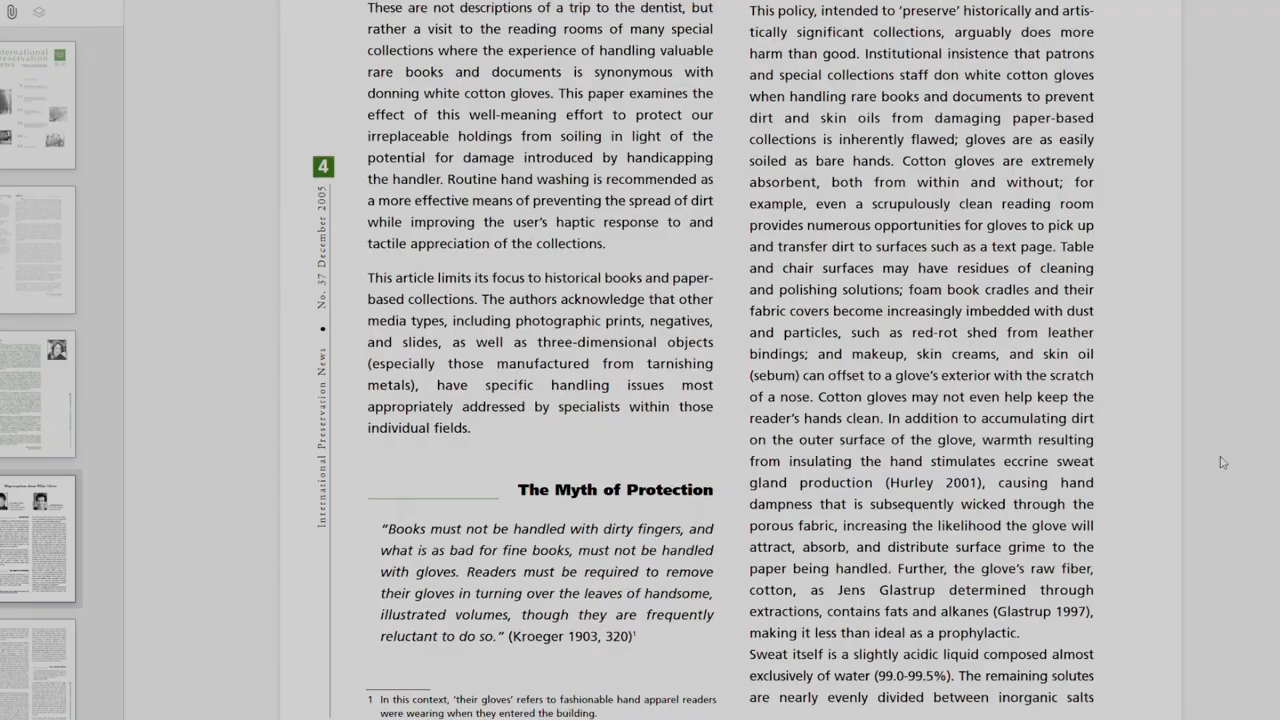 These are not descriptions of a trip to the dentist, but
rather a visit to the reading rooms of many special
collections where the experience of handling valuable
rare books and documents is synonymous with
donning white cotton gloves. This paper examines the
effect of this well-meaning effort to protect our
irreplaceable holdings from soiling in light of the
potential for damage introduced by handicapping
the handler. Routine hand washing is recommended as
a more effective means of preventing the spread of dirt
while improving the user's haptic response to and
tactile appreciation of the collections.
This article limits its focus to historical books and paper-
based collections. The authors acknowledge that other
media types, including photographic prints, negatives,
and slides, as well as three-dimensional objects
(especially those manufactured from tarnishing
metals), have specific handling issues most
appropriately addressed by specialists within those
individual fields.
The Myth of Protection
“Books must not be handled with dirty fingers, and
what is as bad for fine books, must not be handled
with gloves. Readers must be required to remove
their gloves in turning over the leaves of handsome,
illustrated volumes, though they are frequently
reluctant to do so.” (Kroeger 1903, 320)¹
1 In this context, 'their gloves' refers to fashionable hand apparel readers
were wearing when they entered the building.
4
International Preservation News • No. 37 December 2005
This policy, intended to ‘preserve’ historically and artis-
tically significant collections, arguably does more
harm than good. Institutional insistence that patrons
and special collections staff don white cotton gloves
when handling rare books and documents to prevent
dirt and skin oils from damaging paper-based
collections is inherently flawed; gloves are as easily
soiled as bare hands. Cotton gloves are extremely
absorbent, both from within and without; for
example, even a scrupulously clean reading room
provides numerous opportunities for gloves to pick up
and transfer dirt to surfaces such as a text page. Table
and chair surfaces may have residues of cleaning
and polishing solutions; foam book cradles and their
fabric covers become increasingly imbedded with dust
and particles, such as red-rot shed from leather
bindings; and makeup, skin creams, and skin oil
(sebum) can offset to a glove's exterior with the scratch
of a nose. Cotton gloves may not even help keep the
reader's hands clean. In addition to accumulating dirt
on the outer surface of the glove, warmth resulting
from insulating the hand stimulates eccrine sweat
gland production (Hurley 2001), causing hand
dampness that is subsequently wicked through the
porous fabric, increasing the likelihood the glove will
attract, absorb, and distribute surface grime to the
paper being handled. Further, the glove's raw fiber,
cotton, as Jens Glastrup determined through
extractions, contains fats and alkanes (Glastrup 1997),
making it less than ideal as a prophylactic.
Sweat itself is a slightly acidic liquid composed almost
exclusively of water (99.0-99.5%). The remaining solutes
are nearly evenly divided between inorganic salts